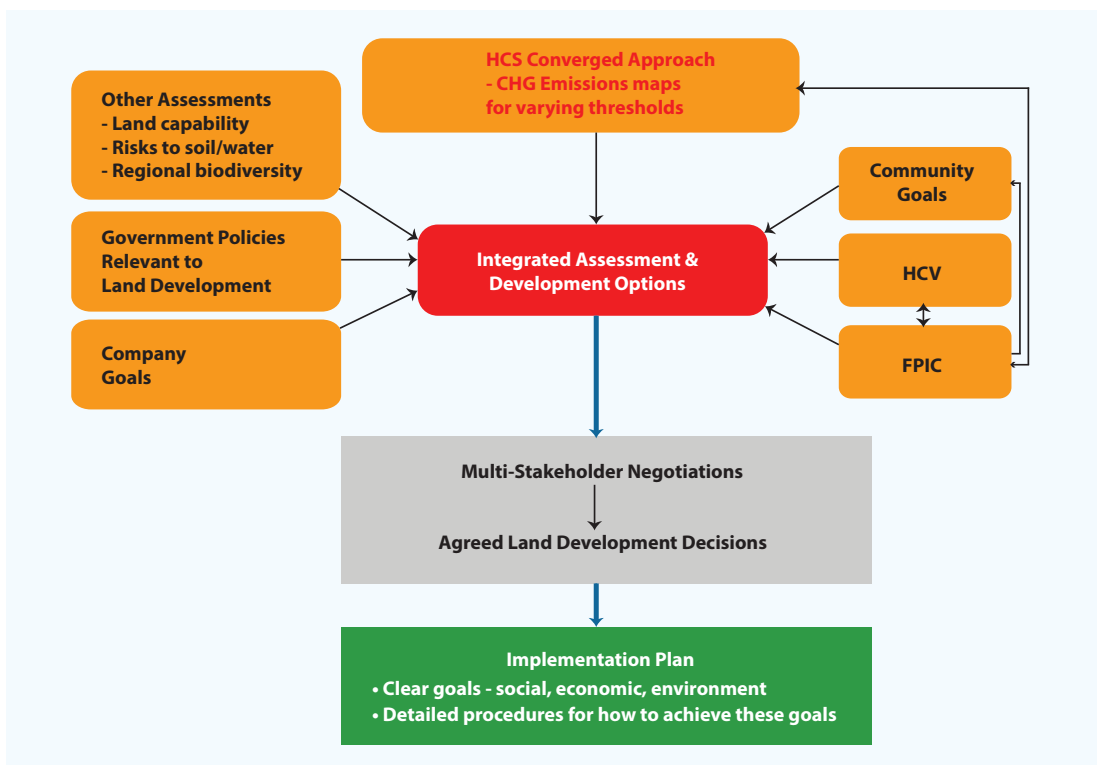 HCS Converged Approach
- CHG Emissions maps
for varying thresholds
Other Assessments
- Land capability
- Risks to soil/water
- Regional biodiversity
Government Policies
Relevant to
Land Development
Company
Goals
Integrated Assessment &
Development Options
Community
Goals
HCV
FPIC
Multi-Stakeholder Negotiations
Agreed Land Development Decisions
Implementation Plan
• Clear goals - social, economic, environment
• Detailed procedures for how to achieve these goals